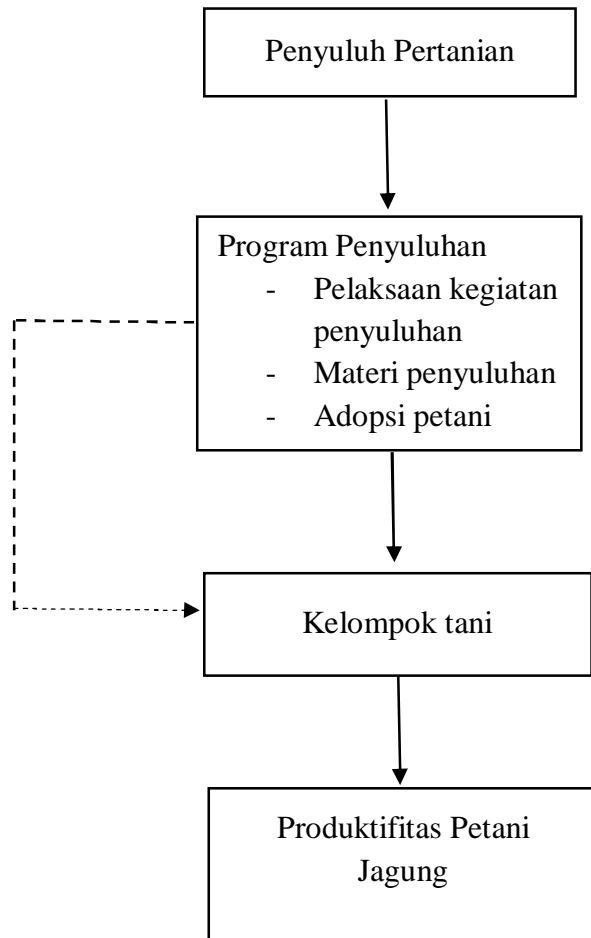 Penyuluh Pertanian
Program Penyuluhan
- Pelaksaan kegiatan
penyuluhan
- Materi penyuluhan
- Adopsi petani
Kelompok tani
Produktifitas Petani
Jagung